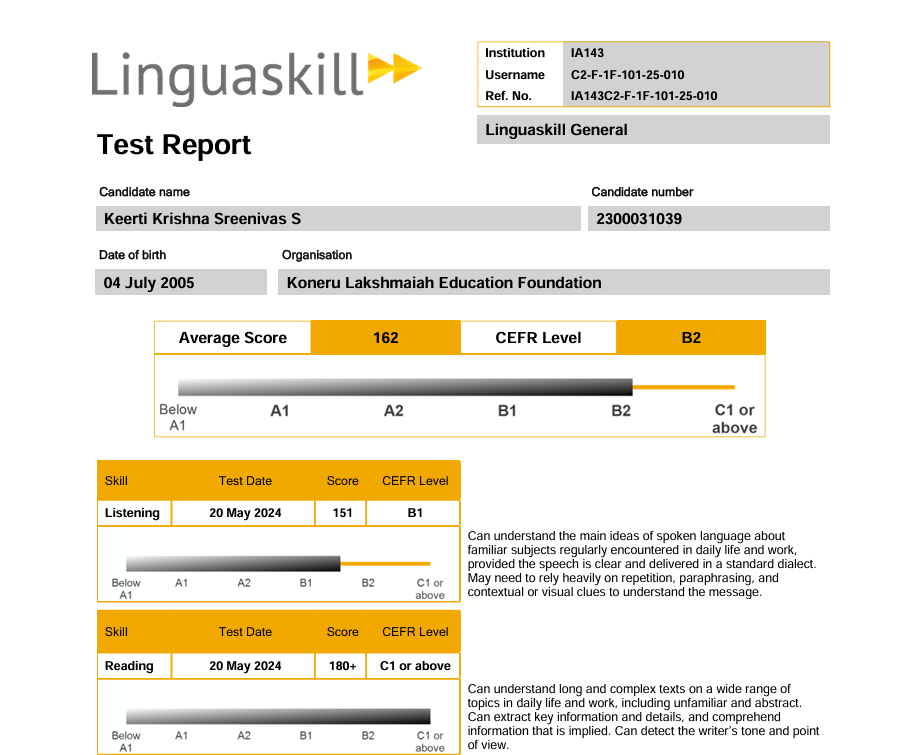 Linguaskill
Institution IA143
Username C2-F-1F-101-25-010
Ref. No. IA143C2-F-1F-101-25-010
Linguaskill General
Test Report
Candidate name Candidate number
Keerti Krishna Sreenivas S 2300031039
Date of birth Organisation
04 July 2005 Koneru Lakshmaiah Education Foundation
Average Score 162 CEFR Level B2
Below A1 A1 A2 B1 B2 C1 or above
Skill Test Date Score CEFR Level
Listening 20 May 2024 151 B1
Below A1 A1 A2 B1 B2 C1 or above
Can understand the main ideas of spoken language about
familiar subjects regularly encountered in daily life and work,
provided the speech is clear and delivered in a standard dialect.
May need to rely heavily on repetition, paraphrasing, and
contextual or visual clues to understand the message.
Skill Test Date Score CEFR Level
Reading 20 May 2024 180+ C1 or above
Below A1 A1 A2 B1 B2 C1 or above
Can understand long and complex texts on a wide range of
topics in daily life and work, including unfamiliar and abstract.
Can extract key information and details, and comprehend
information that is implied. Can detect the writer's tone and point
of view.